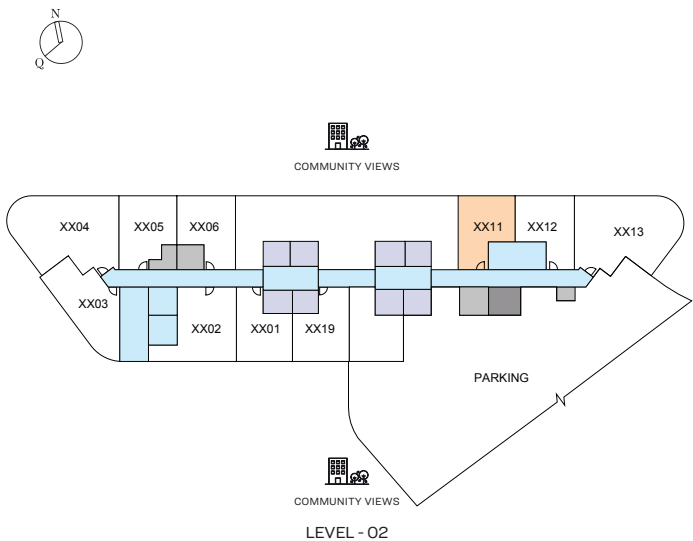 N
Q
COMMUNITY VIEWS
XX04
XX05
XX06
XX11
XX12
XX13
XX03
XX02
XX01
XX19
PARKING
N
COMMUNITY VIEWS
LEVEL - 02